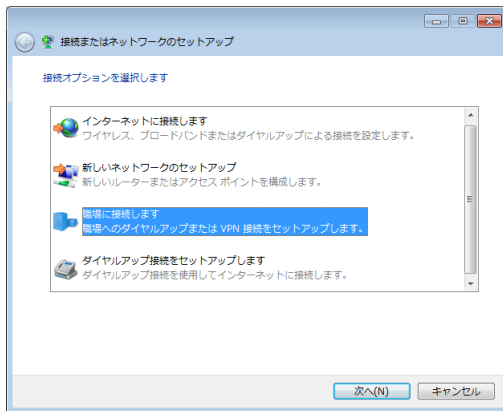 接続またはネットワークのセットアップ
接続オプションを選択します
インターネットに接続します
ワイヤレス、ブロードバンドまたはダイヤルアップによる接続を設定します。
新しいネットワークのセットアップ
新しいルーターまたはアクセス ポイントを構成します。
職場に接続します
職場へのダイヤルアップまたは VPN 接続をセットアップします。
ダイヤルアップ接続をセットアップします
ダイヤルアップ接続を使用してインターネットに接続します。
次へ(N)
キャンセル